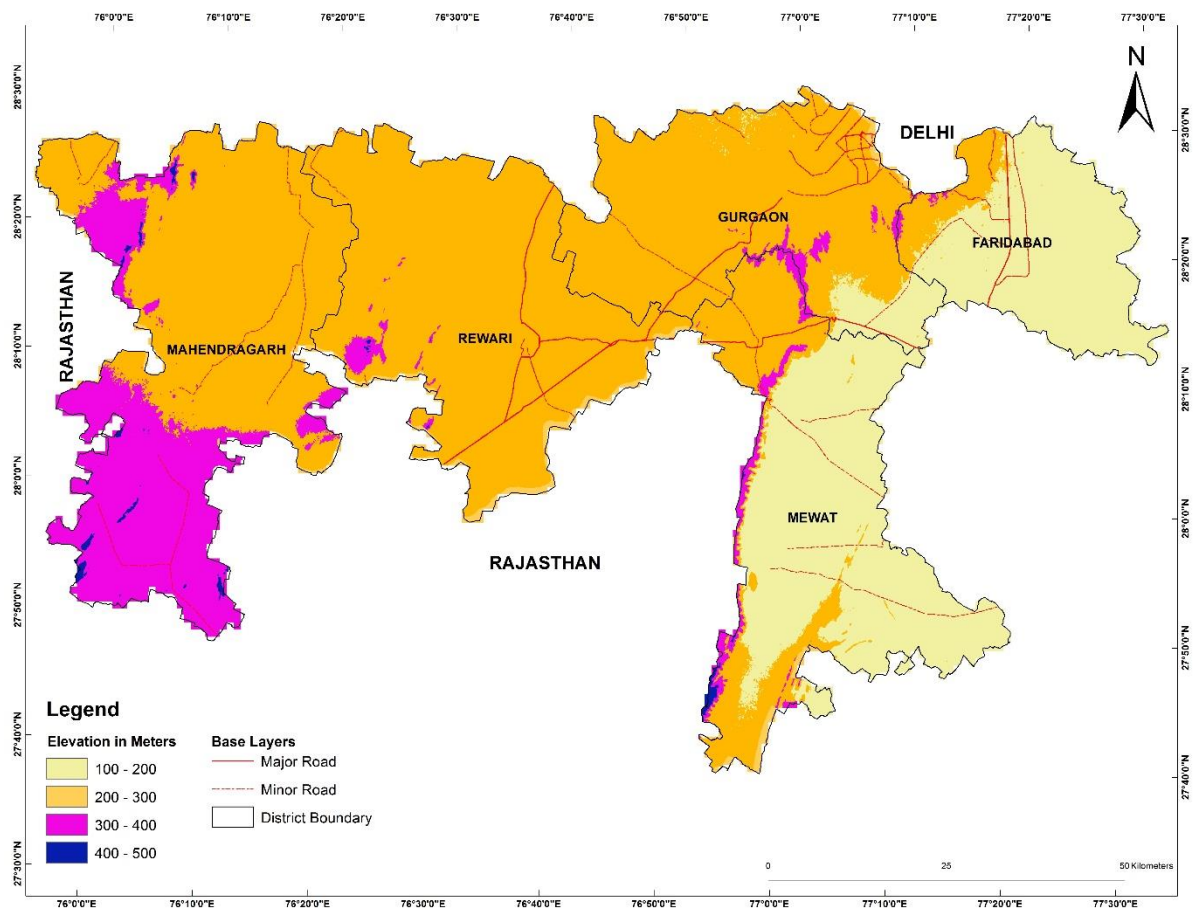 76°0'0"E 76°10'0"E 76°20'0"E 76°30'0"E 76°40'0"E 76°50'0"E 77°0'0"E 77°10'0"E 77°20'0"E 77°30'0"E
N
28°30'0"N
28°30'0"N
DELHI
28°20'0"N
GURGAON
FARIDABAD
28°20'0"N
RAJASTHAN
28°10'0"N
MAHENDRAGARH
REWARI
28°10'0"N
28°0'0"N
MEWAT
28°0'0"N
RAJASTHAN
27°50'0"N
27°50'0"N
Legend
Elevation in Meters
100 - 200
200 - 300
300 - 400
400 - 500
Base Layers
Major Road
Minor Road
District Boundary
27°40'0"N
27°40'0"N
27°30'0"N
0 25 50 Kilometers
76°0'0"E 76°10'0"E 76°20'0"E 76°30'0"E 76°40'0"E 76°50'0"E 77°0'0"E 77°10'0"E 77°20'0"E 77°30'0"E